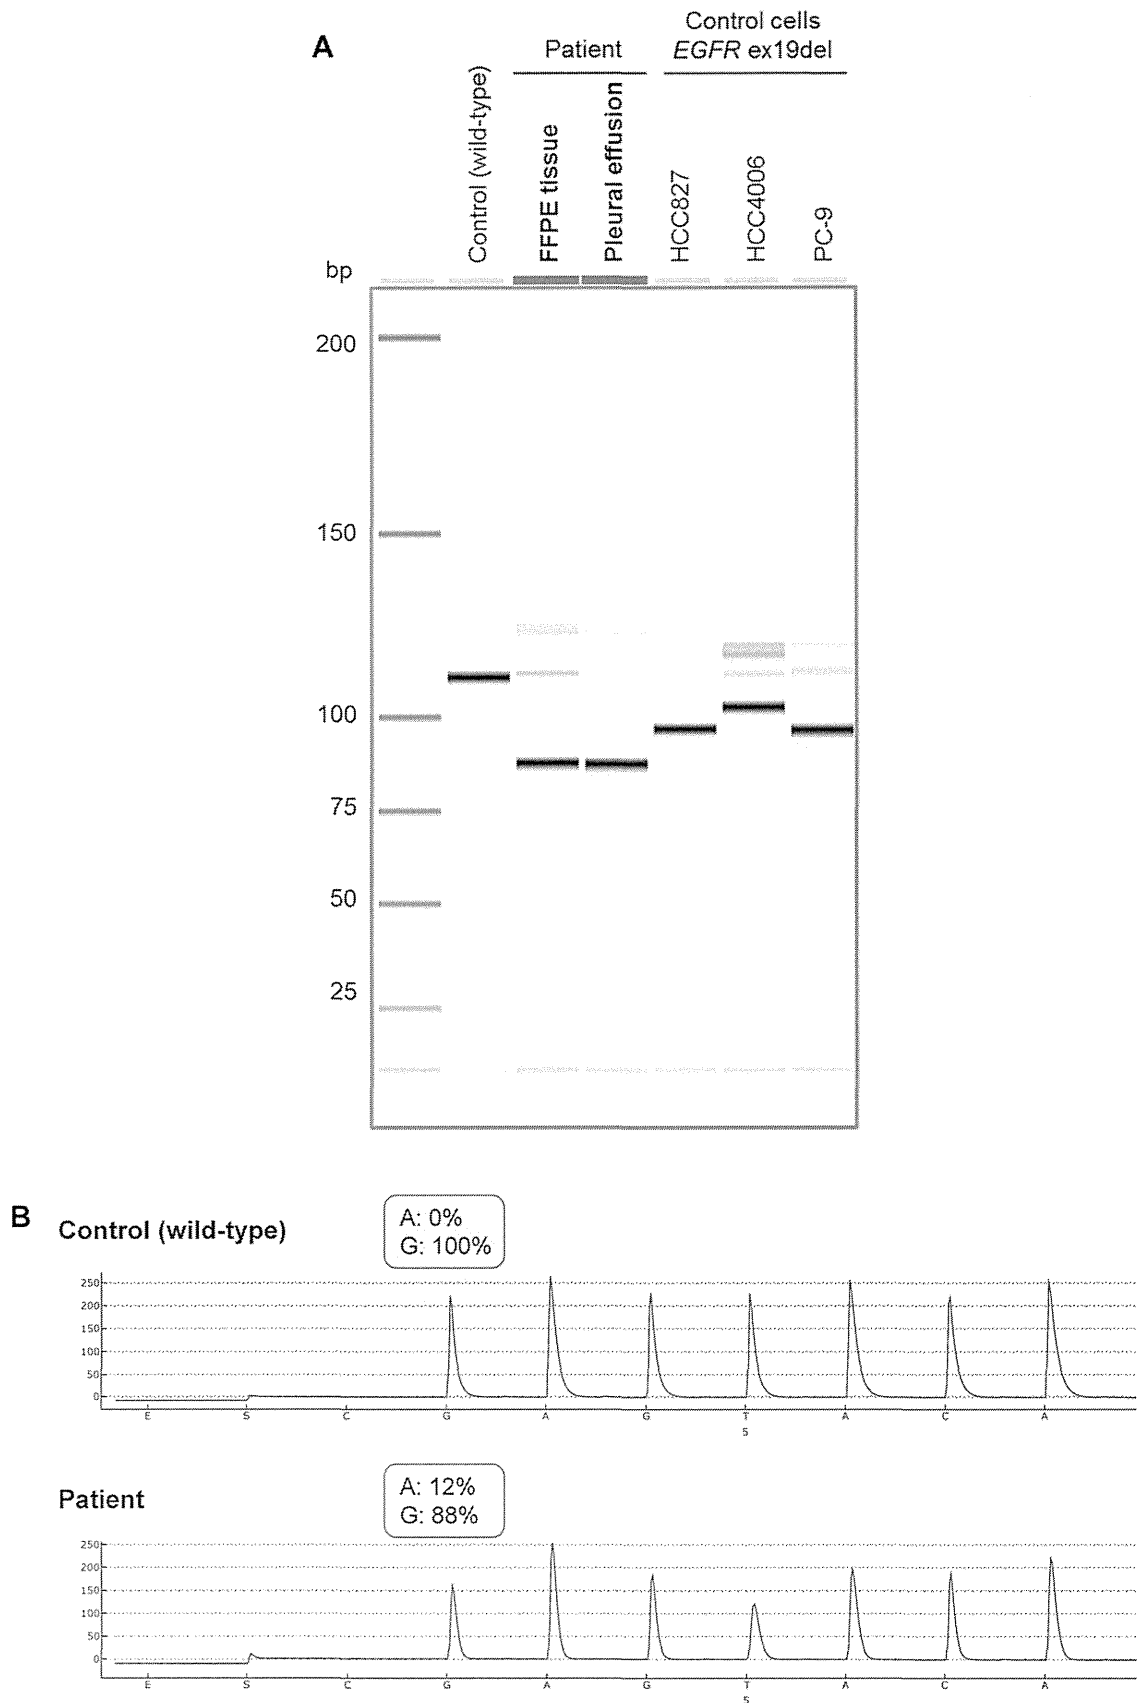 A
Patient
Control cells
EGFR ex19del
Control (wild-type)
FFPE tissue
Pleural effusion
HCC827
HCC4006
PC-9
bp
200
150
100
75
50
25
B
Control (wild-type)
A: 0%
G: 100%
250
200
150
100
50
0
E S C G A G T A C A
5
Patient
A: 12%
G: 88%
250
200
150
100
50
0
E S C G A G T A C A
5